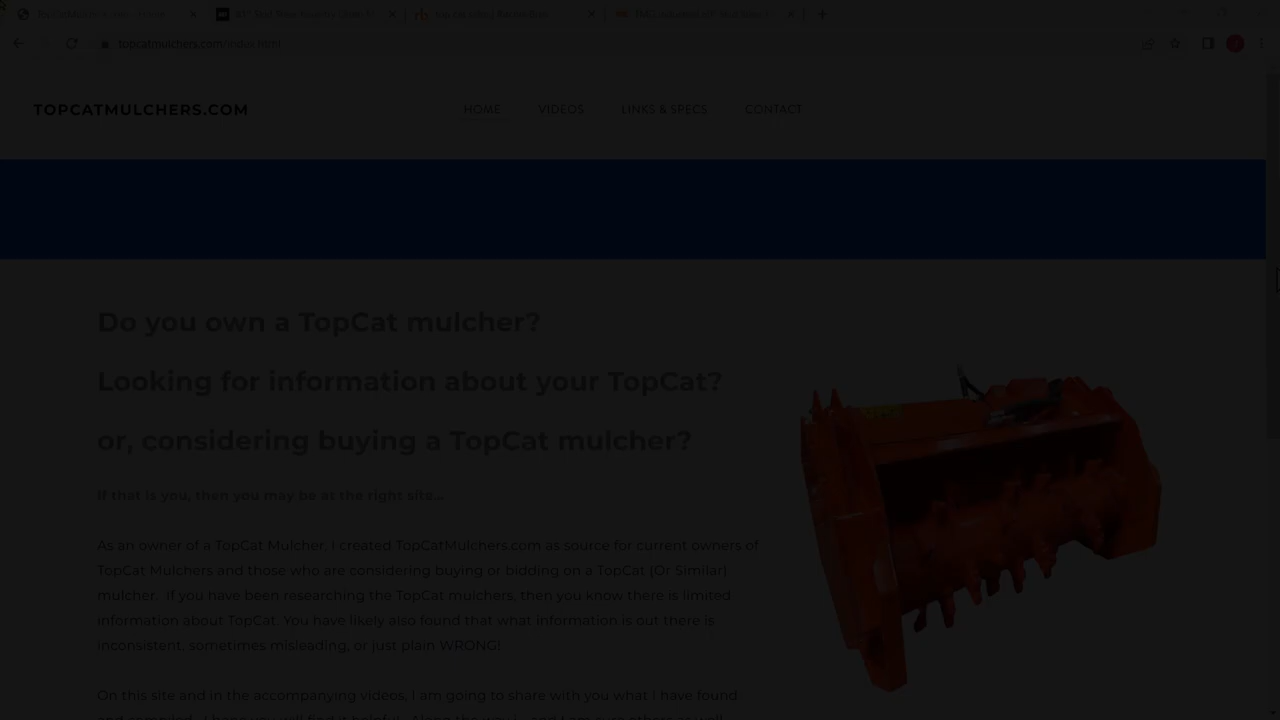 topcatmulchers.com/index.html
TOPCATMULCHERS.COM
HOME VIDEOS LINKS & SPECS CONTACT
Do you own a TopCat mulcher?
Looking for information about your TopCat?
or, considering buying a TopCat mulcher?
If that is you, then you may be at the right site...
As an owner of a TopCat Mulcher, I created TopCatMulchers.com as source for current owners of
TopCat Mulchers and those who are considering buying or bidding on a TopCat (Or Similar)
mulcher. If you have been researching the TopCat mulchers, then you know there is limited
information about TopCat. You have likely also found that what information is out there is
inconsistent, sometimes misleading, or just plain WRONG!
On this site and in the accompanying videos, I am going to share with you what I have found